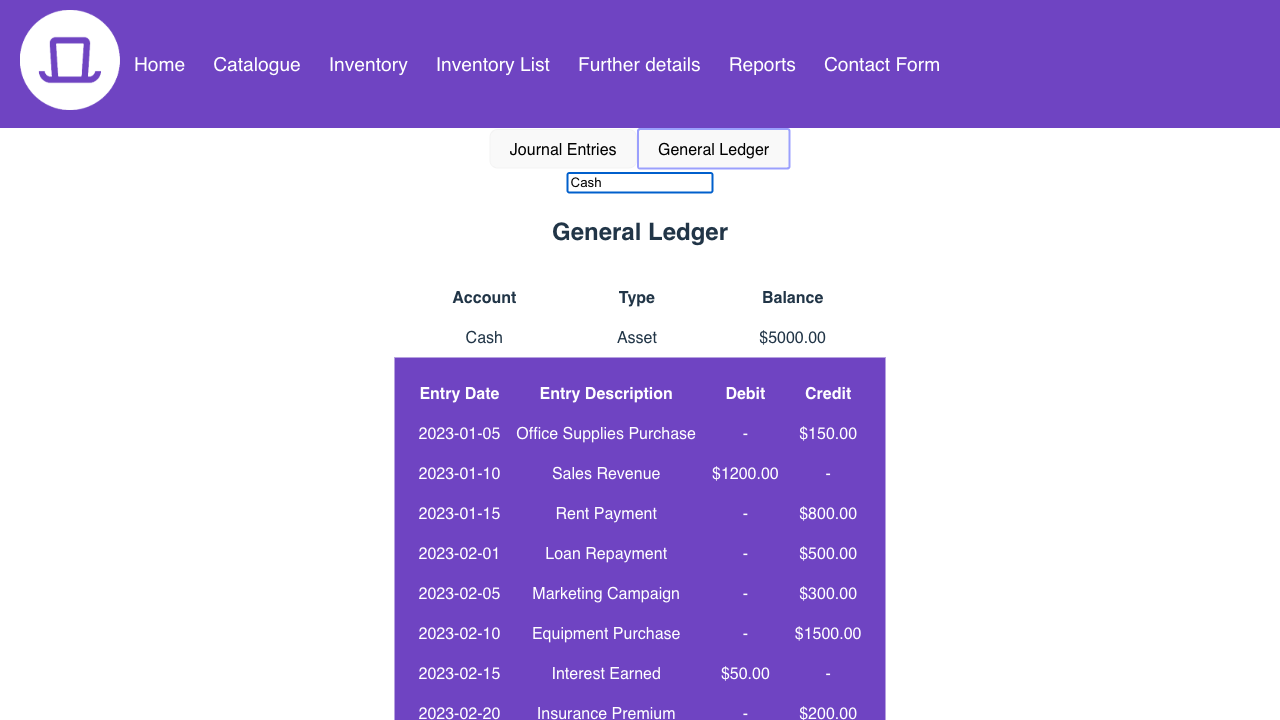 Home Catalogue Inventory Inventory List Further details Reports Contact Form
Journal Entries General Ledger
Cash
General Ledger
Account Type Balance
Cash Asset $5000.00
Entry Date Entry Description Debit Credit
2023-01-05 Office Supplies Purchase - $150.00
2023-01-10 Sales Revenue $1200.00 -
2023-01-15 Rent Payment - $800.00
2023-02-01 Loan Repayment - $500.00
2023-02-05 Marketing Campaign - $300.00
2023-02-10 Equipment Purchase - $1500.00
2023-02-15 Interest Earned $50.00 -
2023-02-20 Insurance Premium - $200.00